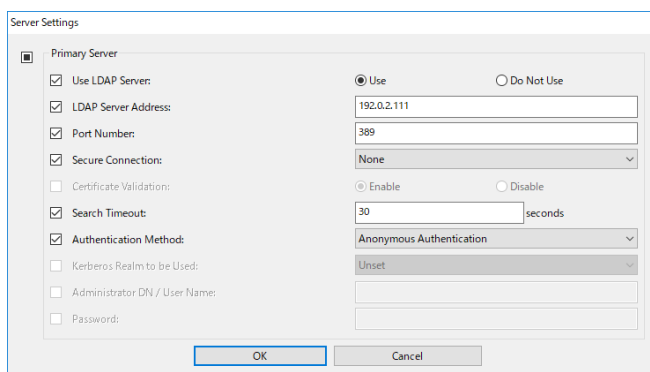 Server Settings
Primary Server
Use LDAP Server: Use Do Not Use
LDAP Server Address: 192.0.2.111
Port Number: 389
Secure Connection: None
Certificate Validation: Enable Disable
Search Timeout: 30 seconds
Authentication Method: Anonymous Authentication
Kerberos Realm to be Used: Unset
Administrator DN / User Name:
Password:
OK Cancel